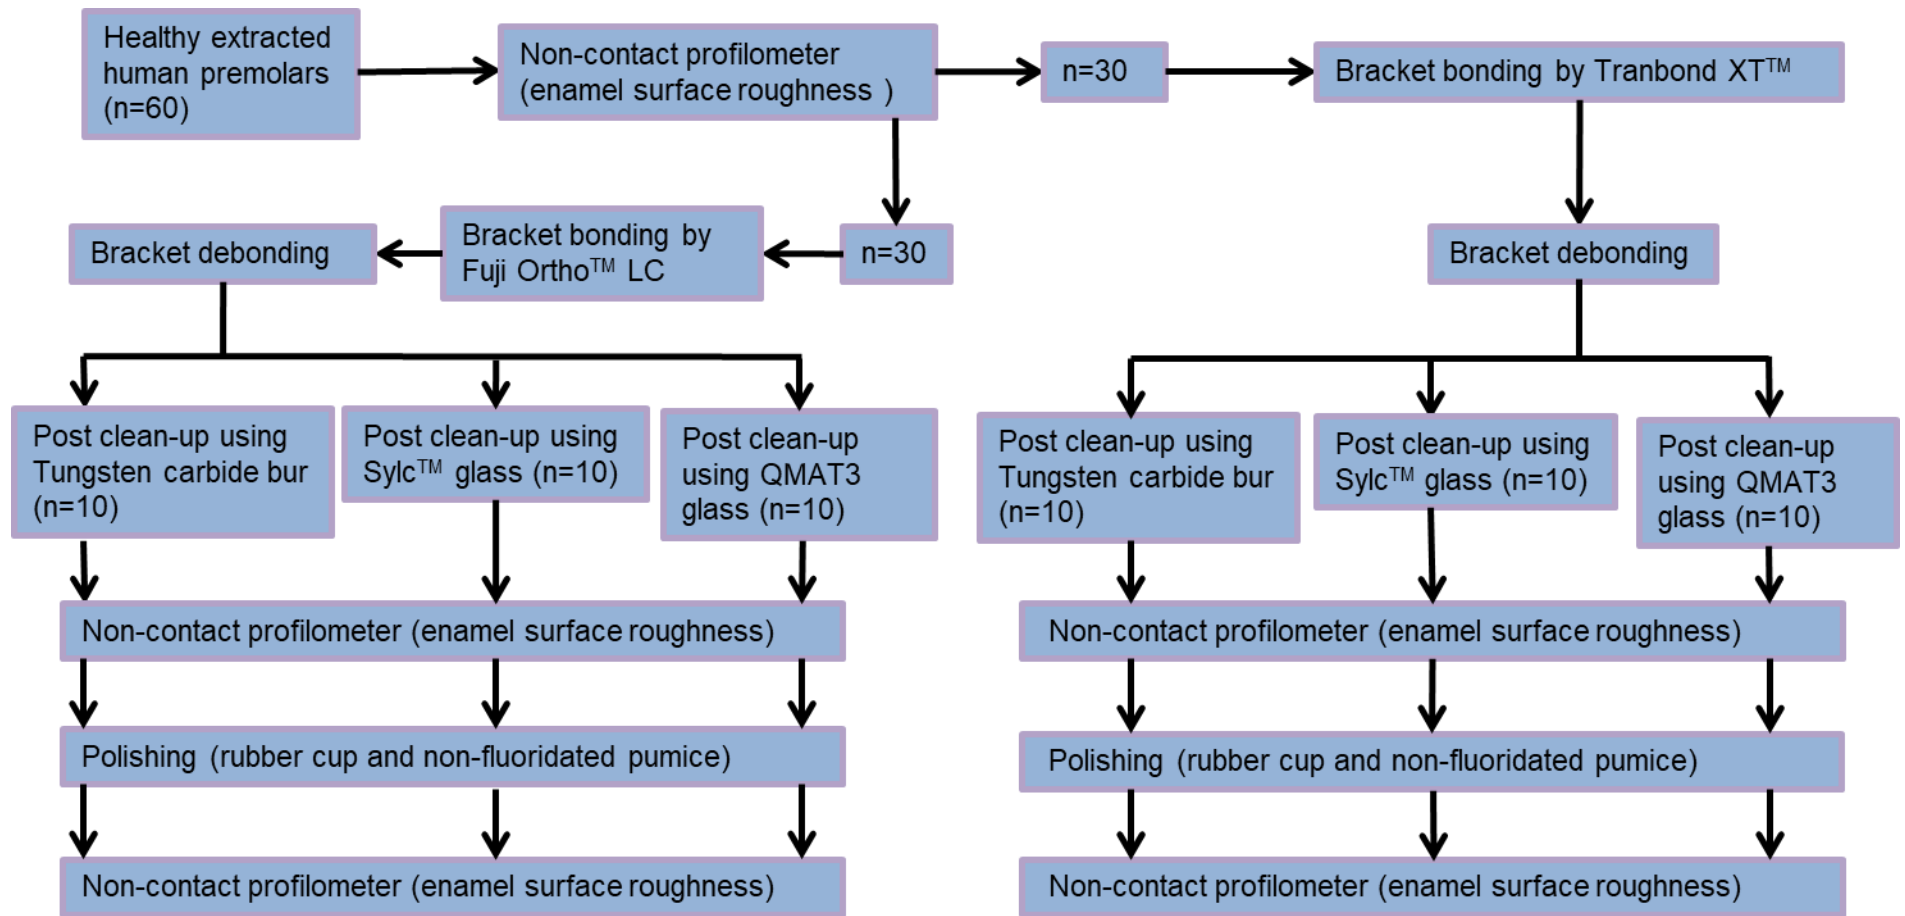 Healthy extracted
human premolars
(n=60)
Non-contact profilometer
(enamel surface roughness )
n=30
Bracket bonding by Tranbond XT™
Bracket debonding
Bracket bonding by
Fuji Ortho™ LC
n=30
Bracket debonding
Post clean-up using
Tungsten carbide bur
(n=10)
Post clean-up using
Sylc™ glass (n=10)
Post clean-up
using QMAT3
glass (n=10)
Post clean-up using
Tungsten carbide bur
(n=10)
Post clean-up using
Sylc™ glass (n=10)
Post clean-up
using QMAT3
glass (n=10)
Non-contact profilometer (enamel surface roughness)
Non-contact profilometer (enamel surface roughness)
Polishing (rubber cup and non-fluoridated pumice)
Polishing (rubber cup and non-fluoridated pumice)
Non-contact profilometer (enamel surface roughness)
Non-contact profilometer (enamel surface roughness)